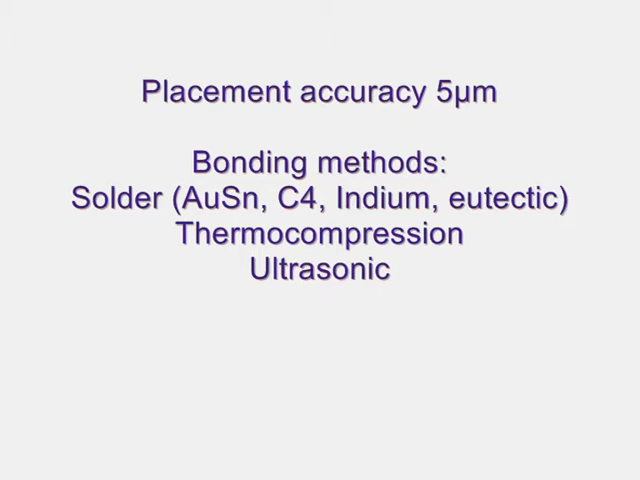 Placement accuracy 5µm
Bonding methods:
Solder (AuSn, C4, Indium, eutectic)
Thermocompression
Ultrasonic